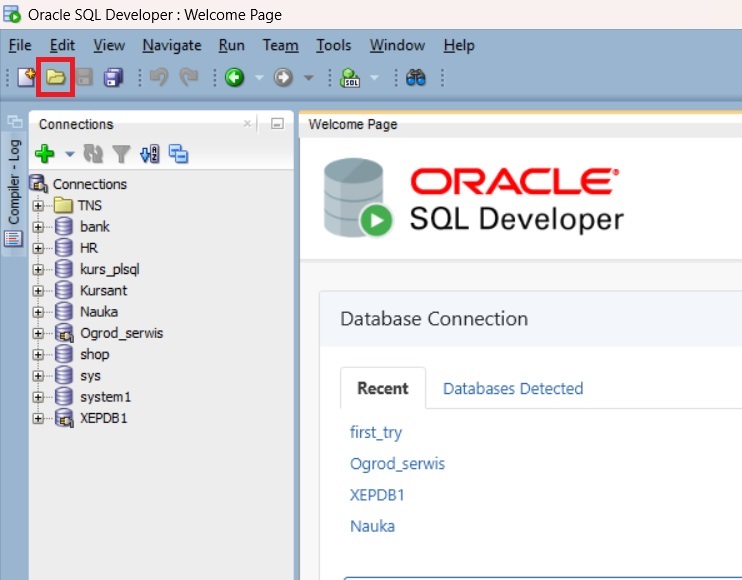 Oracle SQL Developer : Welcome Page
File Edit View Navigate Run Team Tools Window Help
SQL
Compiler - Log
Connections
A
Z
Connections
TNS
bank
HR
kurs_plsql
Kursant
Nauka
Ogrod_serwis
shop
sys
system1
XEPDB1
Welcome Page
ORACLE
SQL Developer
Database Connection
Recent Databases Detected
first_try
Ogrod_serwis
XEPDB1
Nauka